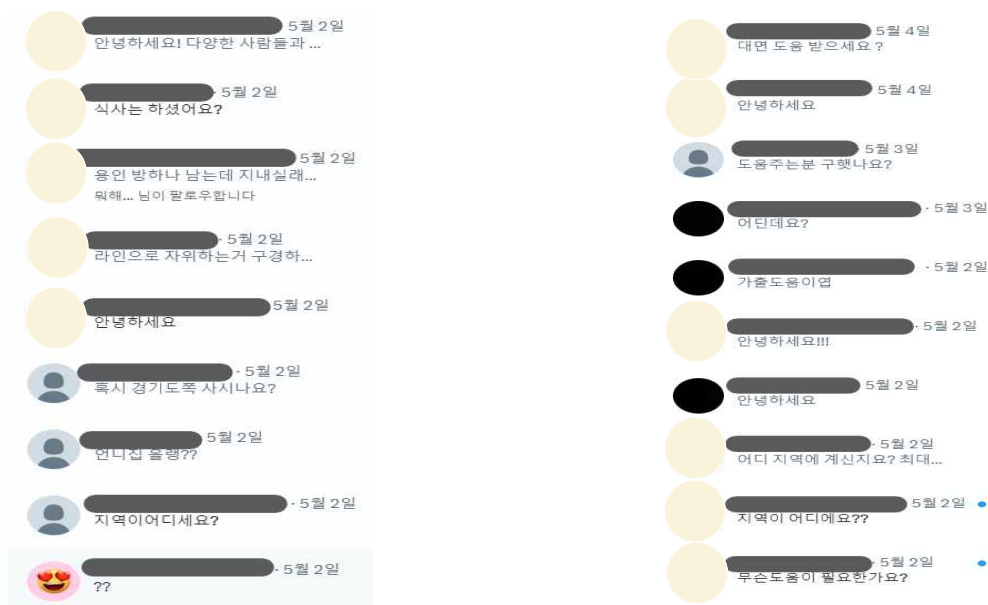 5월 2일
안녕하세요! 다양한 사람들과 ...
· 5월 2일
식사는 하셨어요?
5월 2일
용인 방하나 남는데 지내실래...
뭐해... 님이 팔로우합니다
· 5월 2일
라인으로 자위하는거 구경하...
5월 2일
안녕하세요
· 5월 2일
혹시 경기도쪽 사시나요?
5월 2일
언니집 올랭??
· 5월 2일
지역이어디세요?
· 5월 2일
??
5월 4일
대면 도움 받으세요 ?
5월 4일
안녕하세요
5월 3일
도움주는분 구햇나요?
· 5월 3일
어딘데요?
· 5월 2일
가출도움이엽
· 5월 2일
안녕하세요!!!
5월 2일
안녕하세요
· 5월 2일
어디 지역에 계신지요? 최대...
5월 2일
지역이 어디에요??
· 5월 2일
무슨도움이 필요한가요?